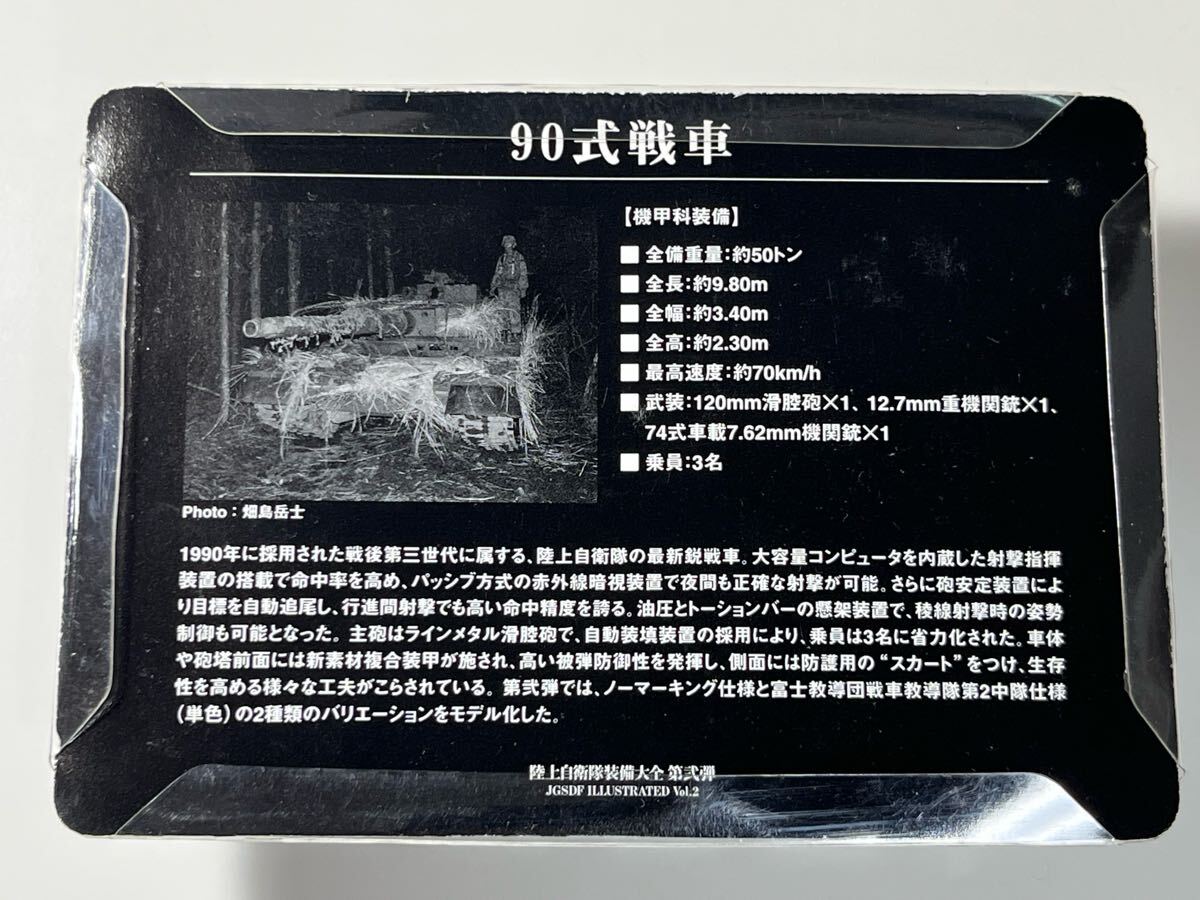 90式戦車
【機甲科装備】
■ 全備重量：約50トン
■ 全長：約9.80m
■ 全幅：約3.40m
■ 全高：約2.30m
■ 最高速度：約70km/h
■ 武装：120mm滑腔砲×1、12.7mm重機関銃×1、
74式車載7.62mm機関銃×1
■ 乗員：3名
Photo：畑島岳士
1990年に採用された戦後第三世代に属する、陸上自衛隊の最新鋭戦車。大容量コンピュータを内蔵した射撃指揮
装置の搭載で命中率を高め、パッシブ方式の赤外線暗視装置で夜間も正確な射撃が可能。さらに砲安定装置によ
り目標を自動追尾し、行進間射撃でも高い命中精度を誇る。油圧とトーションバーの懸架装置で、稜線射撃時の姿勢
制御も可能となった。主砲はラインメタル滑腔砲で、自動装填装置の採用により、乗員は3名に省力化された。車体
や砲塔前面には新素材複合装甲が施され、高い被弾防御性を発揮し、側面には防護用の“スカート”をつけ、生存
性を高める様々な工夫がこらされている。第弐弾では、ノーマーキング仕様と富士教導団戦車教導隊第2中隊仕様
（単色）の2種類のバリエーションをモデル化した。
陸上自衛隊装備大全 第弐弾
JGSDF ILLUSTRATED Vol.2